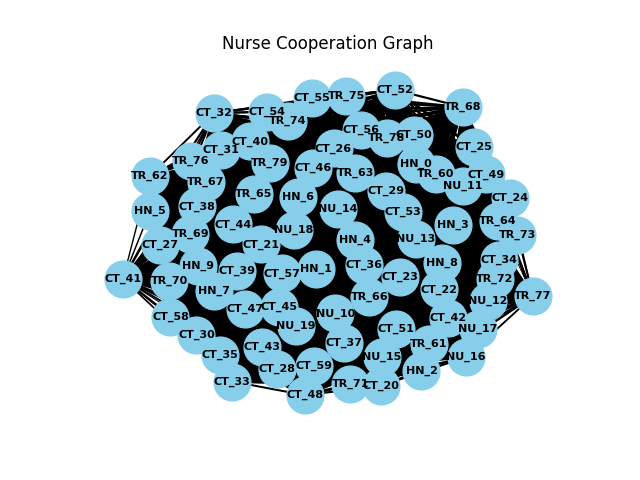 Nurse Cooperation Graph
CT_52
CT_55
TR_75
TR_68
CT_32
CT_54
TR_74
CT_56
CT_50
CT_40
CT_31
CT_26
CT_25
TR_76
TR_79
CT_46
HN_0
TR_62
TR_67
TR_63
TR_60
CT_49
NU_11
TR_65
HN_6
CT_29
CT_24
HN_5
CT_38
NU_14
CT_53
TR_64
CT_44
HN_3
NU_18
TR_69
TR_73
CT_27
CT_21
HN_4
NU_13
CT_34
HN_9
CT_39
CT_57
HN_1
CT_36
HN_8
CT_41
TR_70
CT_23
TR_72
HN_7
CT_22
TR_66
TR_77
NU_12
CT_47
CT_45
NU_10
CT_58
CT_42
NU_19
CT_51
NU_17
CT_30
CT_43
CT_37
TR_61
CT_35
NU_15
NU_16
CT_28
CT_59
HN_2
CT_33
TR_71
CT_20
CT_48